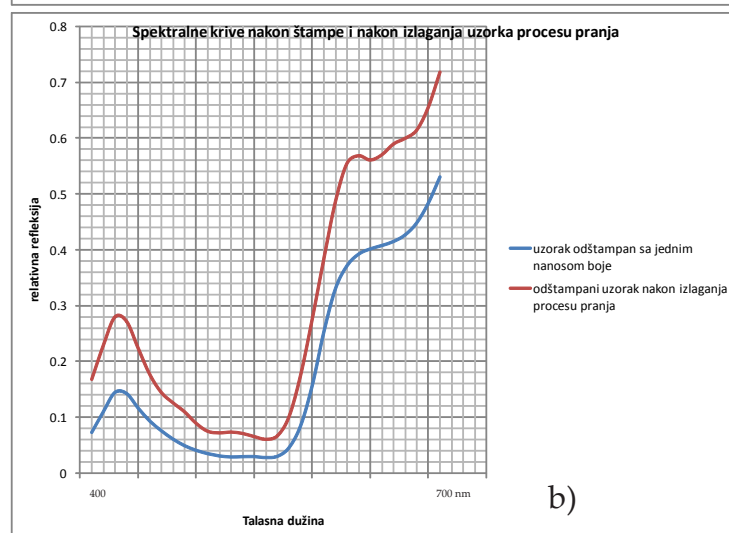 Spektralne krive nakon štampe i nakon izlaganja uzorka procesu pranja
0.8
0.7
0.6
0.5
0.4
0.3
0.2
0.1
0
relativna refleksija
400
700 nm
Talasna dužina
uzorak odštampan sa jednim
nanosom boje
odštampani uzorak nakon izlaganja
procesu pranja
b)